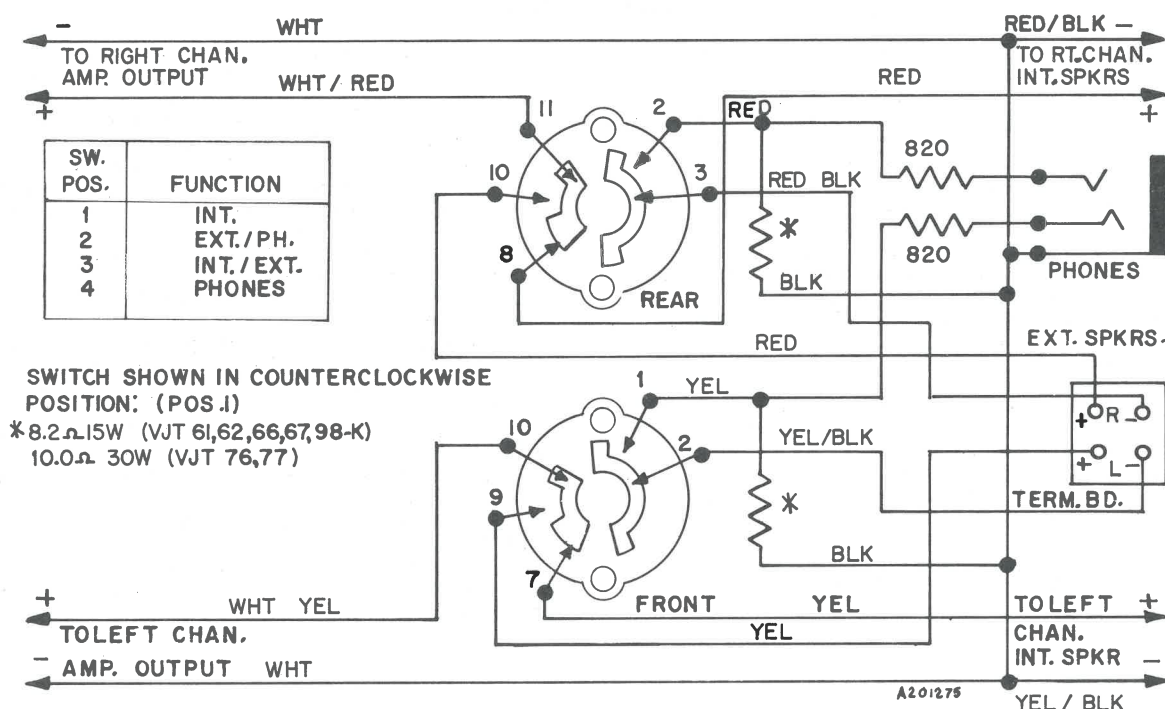 - WHT RED/BLK -
TO RIGHT CHAN. TO RT.CHAN.
AMP. OUTPUT WHT/RED RED INT.SPKRS
+ +
11 2 RED 820
SW. POS. FUNCTION
1 INT.
2 EXT./PH.
3 INT./EXT.
4 PHONES
10 3 RED BLK
*
820
8 BLK PHONES
REAR
RED EXT. SPKRS.
SWITCH SHOWN IN COUNTERCLOCKWISE
POSITION: (POS.1)
*8.2Ω15W (VJT 61,62,66,67,98-K)
10.0Ω 30W (VJT 76,77)
1 YEL
+ R -
10 2 YEL/BLK
+ L -
9 * TERM.BD.
BLK
7
+ WHT YEL FRONT YEL TO LEFT +
TO LEFT CHAN. YEL CHAN.
- AMP. OUTPUT WHT INT. SPKR -
A201275
YEL/BLK